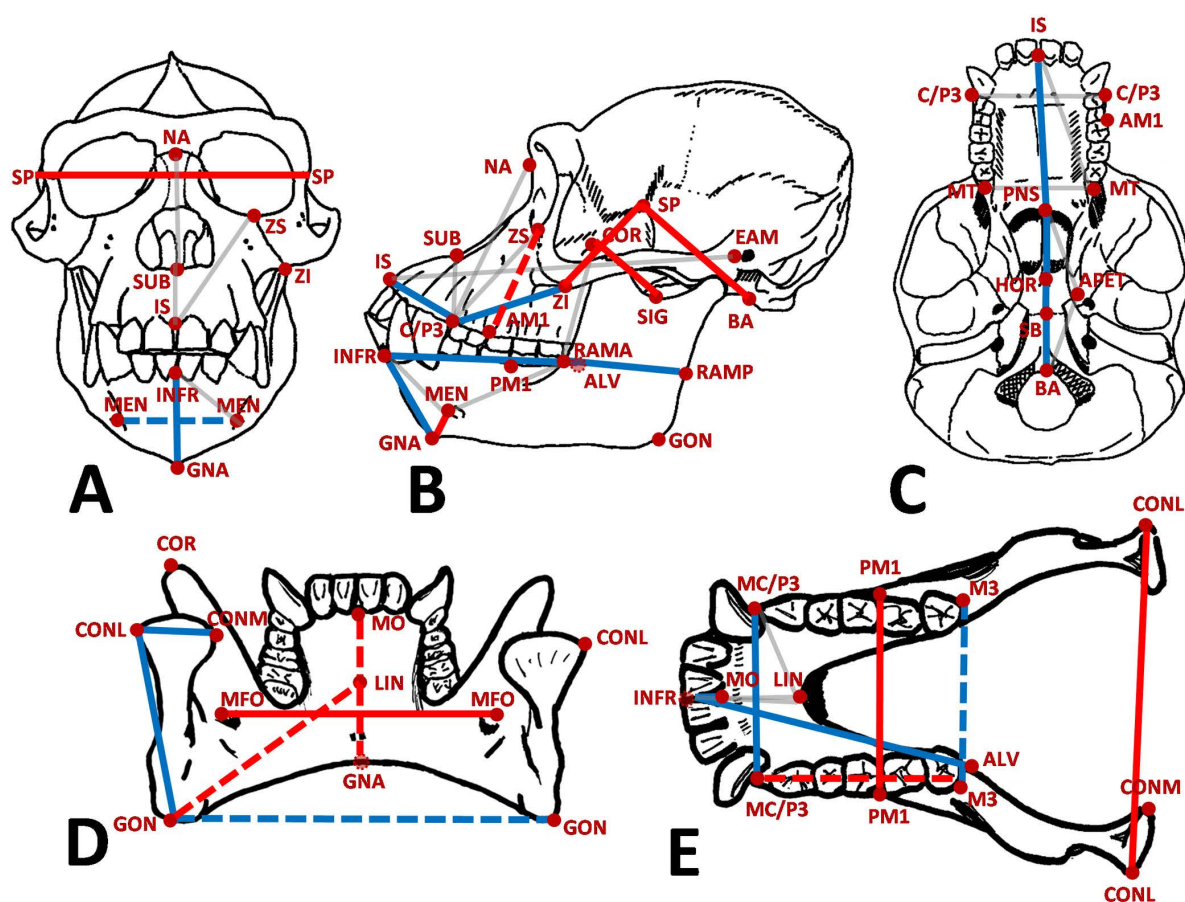 NA
SP
SP
ZS
SUB
ZI
IS
INFR
MEN
MEN
GNA
A
NA
SP
SUB
ZS
COR
EAM
IS
ZI
SIG
BA
C/P3
AM1
INFR
RAMA
RAMP
PM1
ALV
MEN
GNA
GON
B
IS
C/P3
C/P3
AM1
MT
PNS
MT
HOR
APET
SB
BA
C
COR
CONL
CONM
MO
CONL
LIN
MFO
MFO
GNA
GON
GON
D
CONL
PM1
MC/P3
M3
MO
LIN
INFR
ALV
CONM
MC/P3
PM1
M3
CONL
E